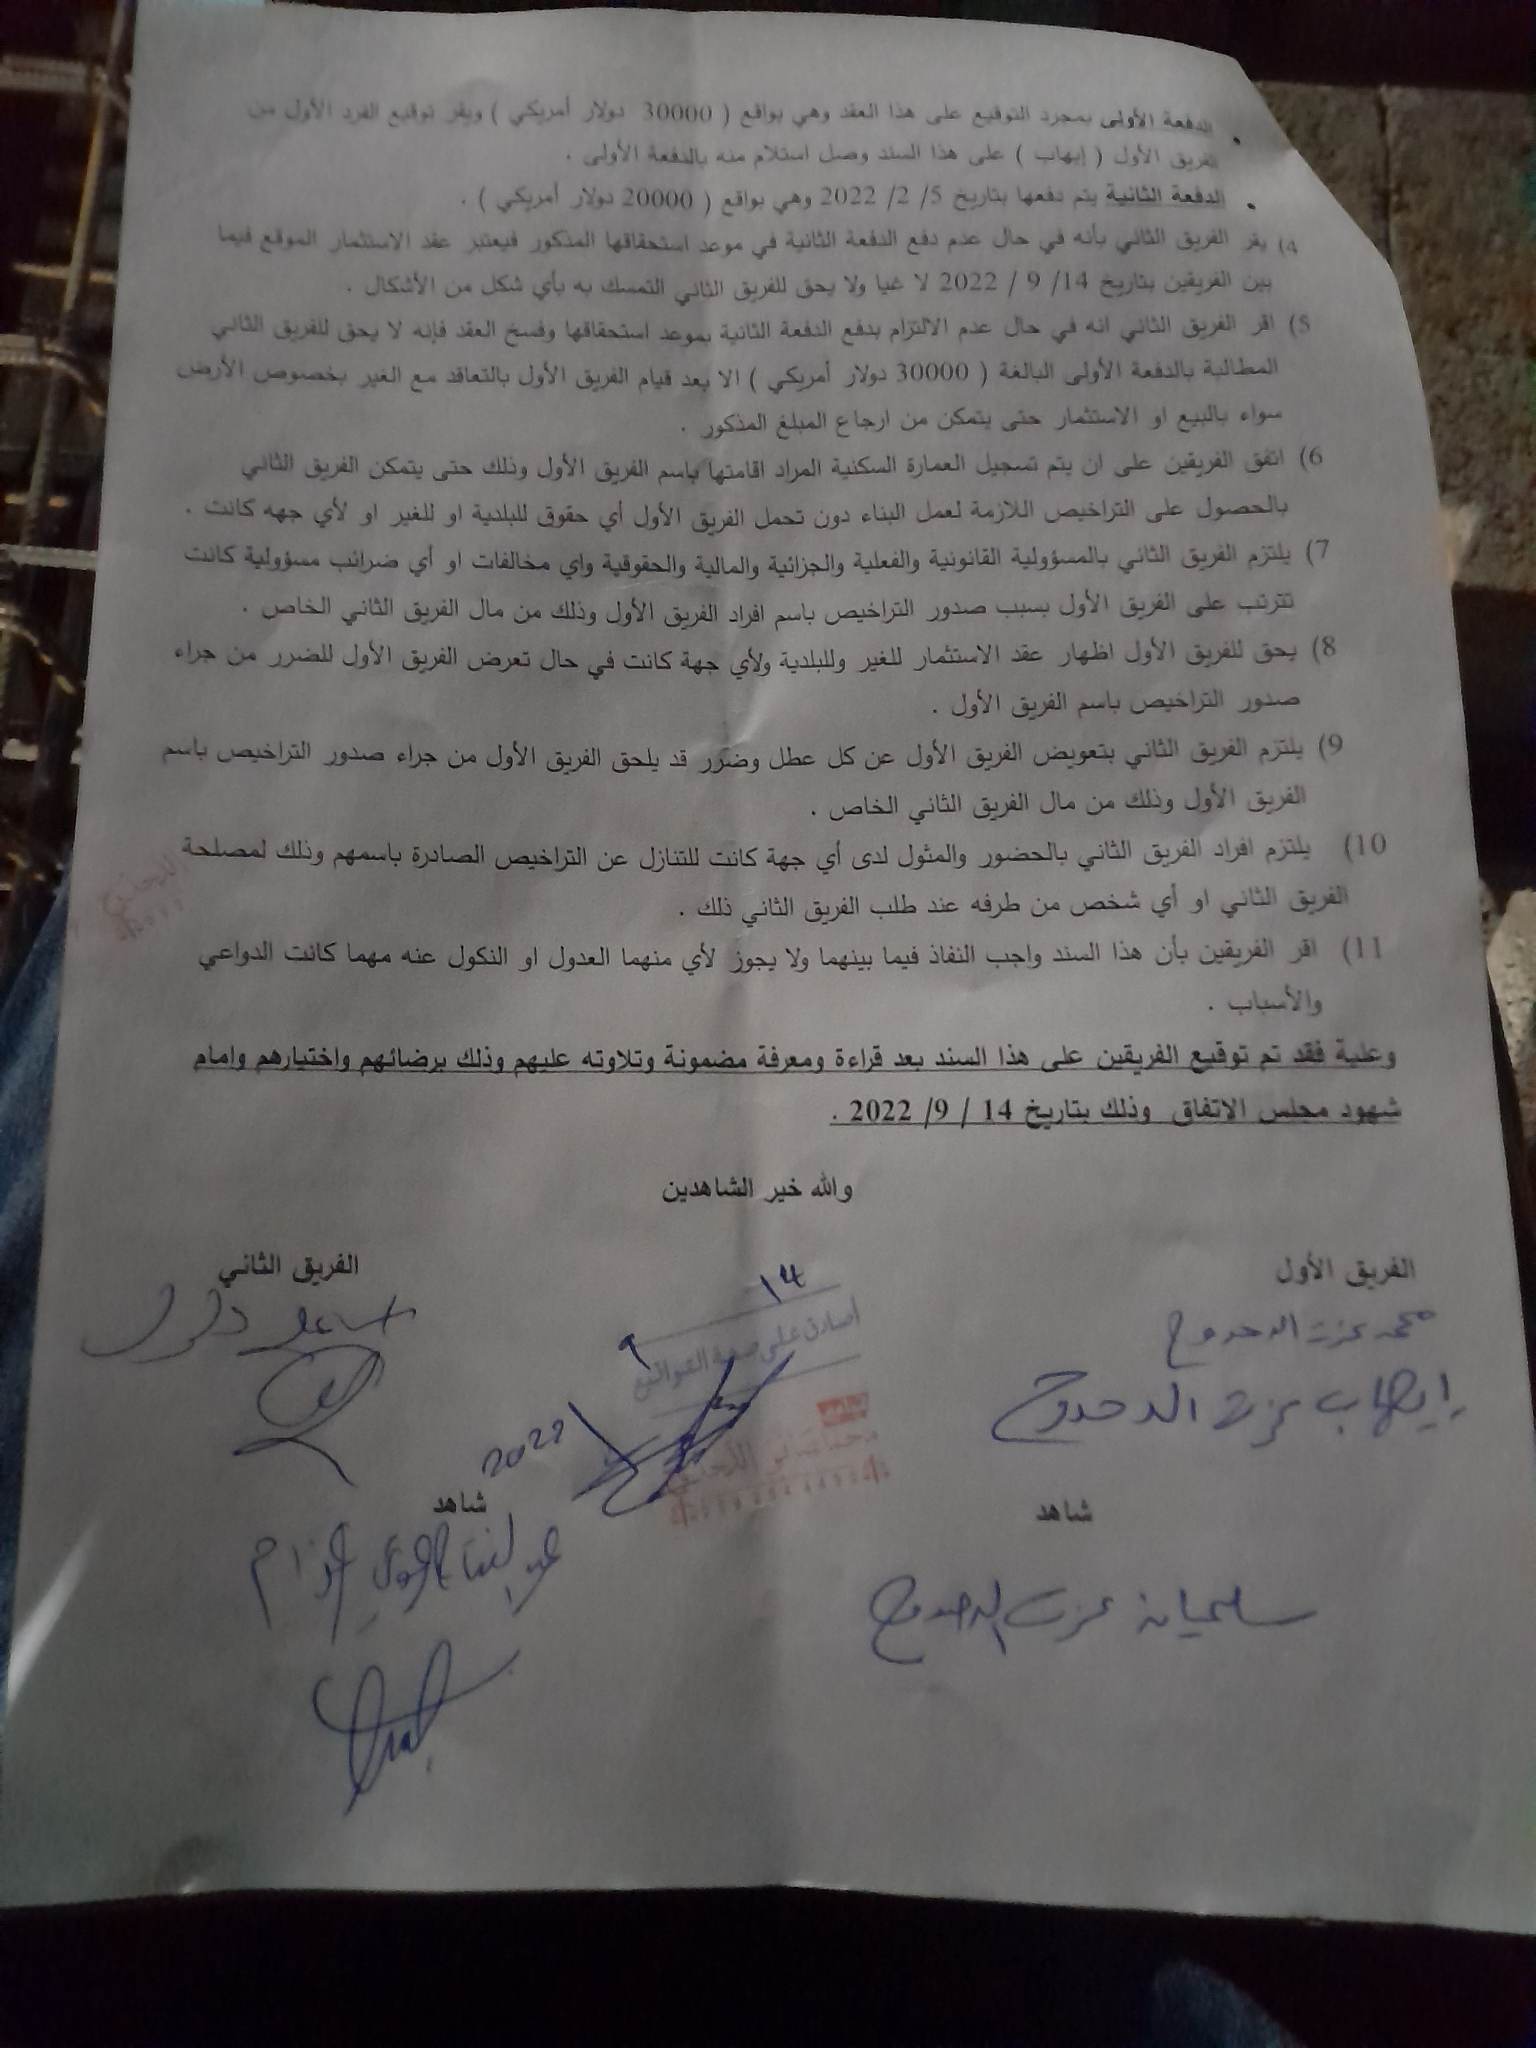 الدفعة الأولى بمجرد التوقيع على هذا العقد وهي بواقع ( 30000 دولار أمريكي ) ويقر توقيع الفرد الأول من
الفريق الأول ( إيهاب ) على هذا السند وصل استلام منه بالدفعة الأولى .
الدفعة الثانية يتم دفعها بتاريخ 5/ 2/ 2022 وهي بواقع ( 20000 دولار أمريكي ) .
4) يقر الفريق الثاني بأنه في حال عدم دفع الدفعة الثانية في موعد استحقاقها المذكور فيعتبر عقد الاستثمار الموقع فيما
بين الفريقين بتاريخ 14/ 9 / 2022 لا غيا ولا يحق للفريق الثاني التمسك به بأي شكل من الأشكال .
5) اقر الفريق الثاني انه في حال عدم الالتزام بدفع الدفعة الثانية بموعد استحقاقها وفسخ العقد فإنه لا يحق للفريق الثاني
المطالبة بالدفعة الأولى البالغة ( 30000 دولار أمريكي ) الا بعد قيام الفريق الأول بالتعاقد مع الغير بخصوص الأرض
سواء بالبيع او الاستثمار حتى يتمكن من ارجاع المبلغ المذكور .
6) اتفق الفريقين على ان يتم تسجيل العمارة السكنية المراد اقامتها باسم الفريق الأول وذلك حتى يتمكن الفريق الثاني
بالحصول على التراخيص اللازمة لعمل البناء دون تحمل الفريق الأول أي حقوق للبلدية او للغير او لأي جهه كانت .
7) يلتزم الفريق الثاني بالمسؤولية القانونية والفعلية والجزائية والمالية والحقوقية واي مخالفات او أي ضرائب مسؤولية كانت
تترتب على الفريق الأول بسبب صدور التراخيص باسم افراد الفريق الأول وذلك من مال الفريق الثاني الخاص .
8) يحق للفريق الأول اظهار عقد الاستثمار للغير وللبلدية ولأي جهة كانت في حال تعرض الفريق الأول للضرر من جراء
صدور التراخيص باسم الفريق الأول .
9) يلتزم الفريق الثاني بتعويض الفريق الأول عن كل عطل وضرر قد يلحق الفريق الأول من جراء صدور التراخيص باسم
الفريق الأول وذلك من مال الفريق الثاني الخاص .
10) يلتزم افراد الفريق الثاني بالحضور والمثول لدى أي جهة كانت للتنازل عن التراخيص الصادرة باسمهم وذلك لمصلحة
الفريق الثاني او أي شخص من طرفه عند طلب الفريق الثاني ذلك .
11) اقر الفريقين بأن هذا السند واجب النفاذ فيما بينهما ولا يجوز لأي منهما العدول او النكول عنه مهما كانت الدواعي
والأسباب .
وعلية فقد تم توقيع الفريقين على هذا السند بعد قراءة ومعرفة مضمونة وتلاوته عليهم وذلك برضائهم واختيارهم وامام
شهود مجلس الاتفاق وذلك بتاريخ 14 / 9/ 2022 .
والله خير الشاهدين
الفريق الأول
الفريق الثاني
محمد عزت الدحدوح
إيهاب عزت الدحدوح
14
أصادق على صحة التواقيع
9
2022
شاهد
شاهد
سليمان عزت الدحدوح